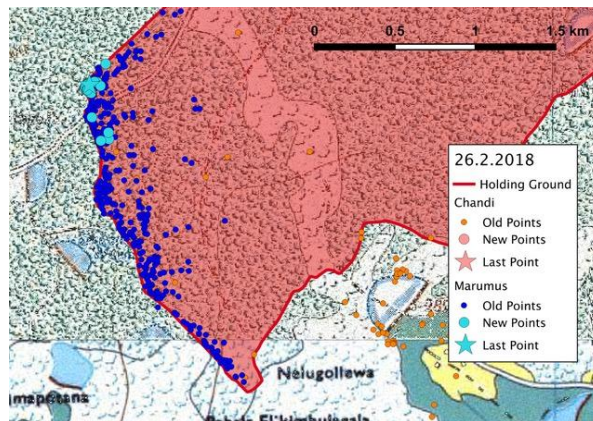 0 0.5 1 1.5 km
26.2.2018
Holding Ground
Chandi
Old Points
New Points
Last Point
Marumus
Old Points
New Points
Last Point
Nelugollewa